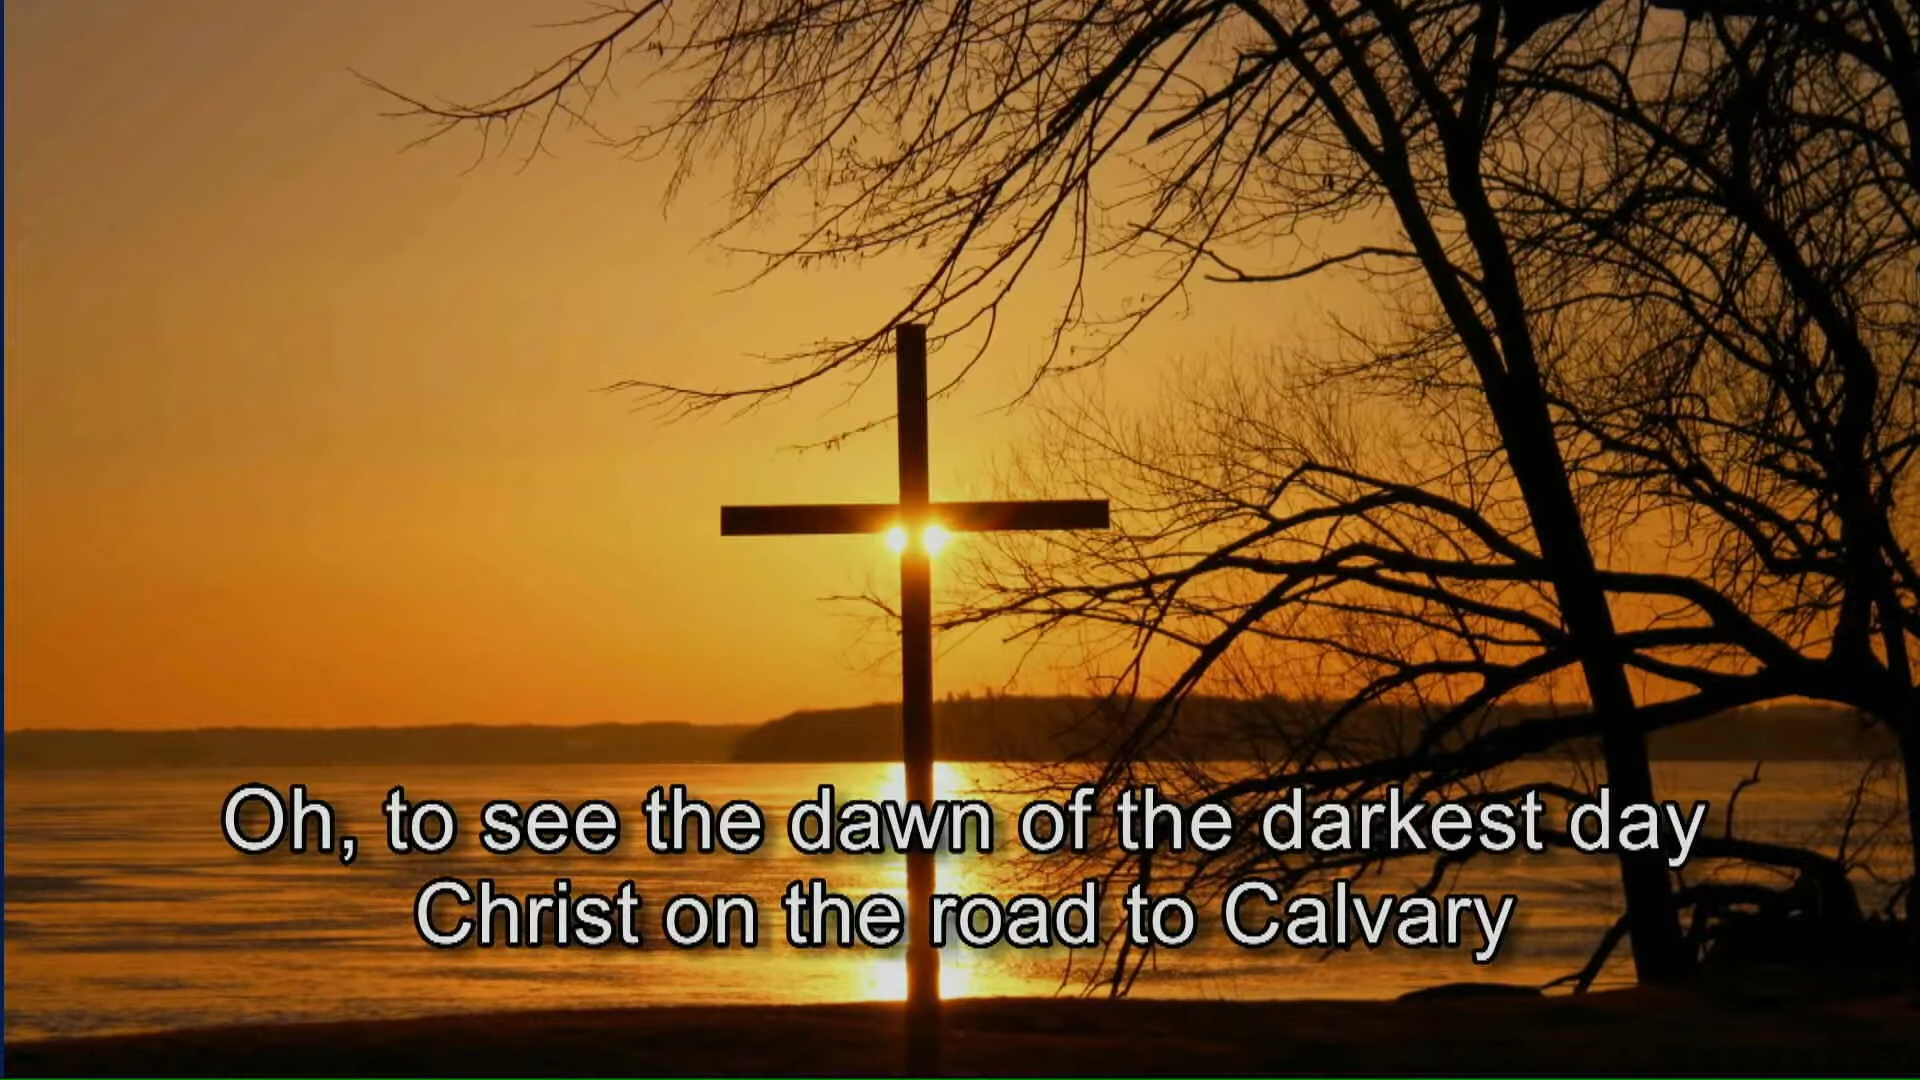 Oh, to see the dawn of the darkest day
Christ on the road to Calvary